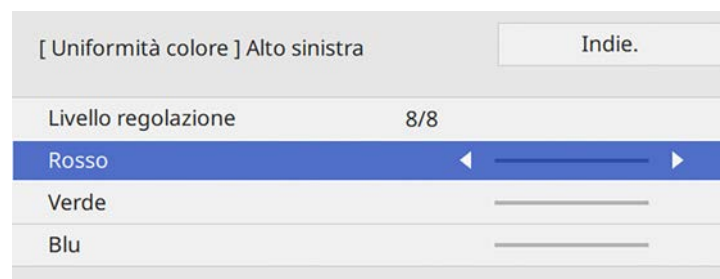 [ Uniformità colore ] Alto sinistra Indie.
Livello regolazione 8/8
Rosso
Verde
Blu